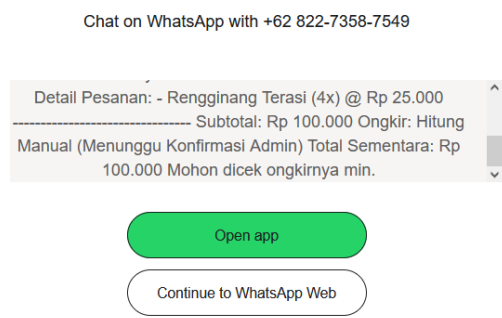 Chat on WhatsApp with +62 822-7358-7549
Detail Pesanan: - Rengginang Terasi (4x) @ Rp 25.000
-------------------------------- Subtotal: Rp 100.000 Ongkir: Hitung
Manual (Menunggu Konfirmasi Admin) Total Sementara: Rp
100.000 Mohon dicek ongkirnya min.
Open app
Continue to WhatsApp Web